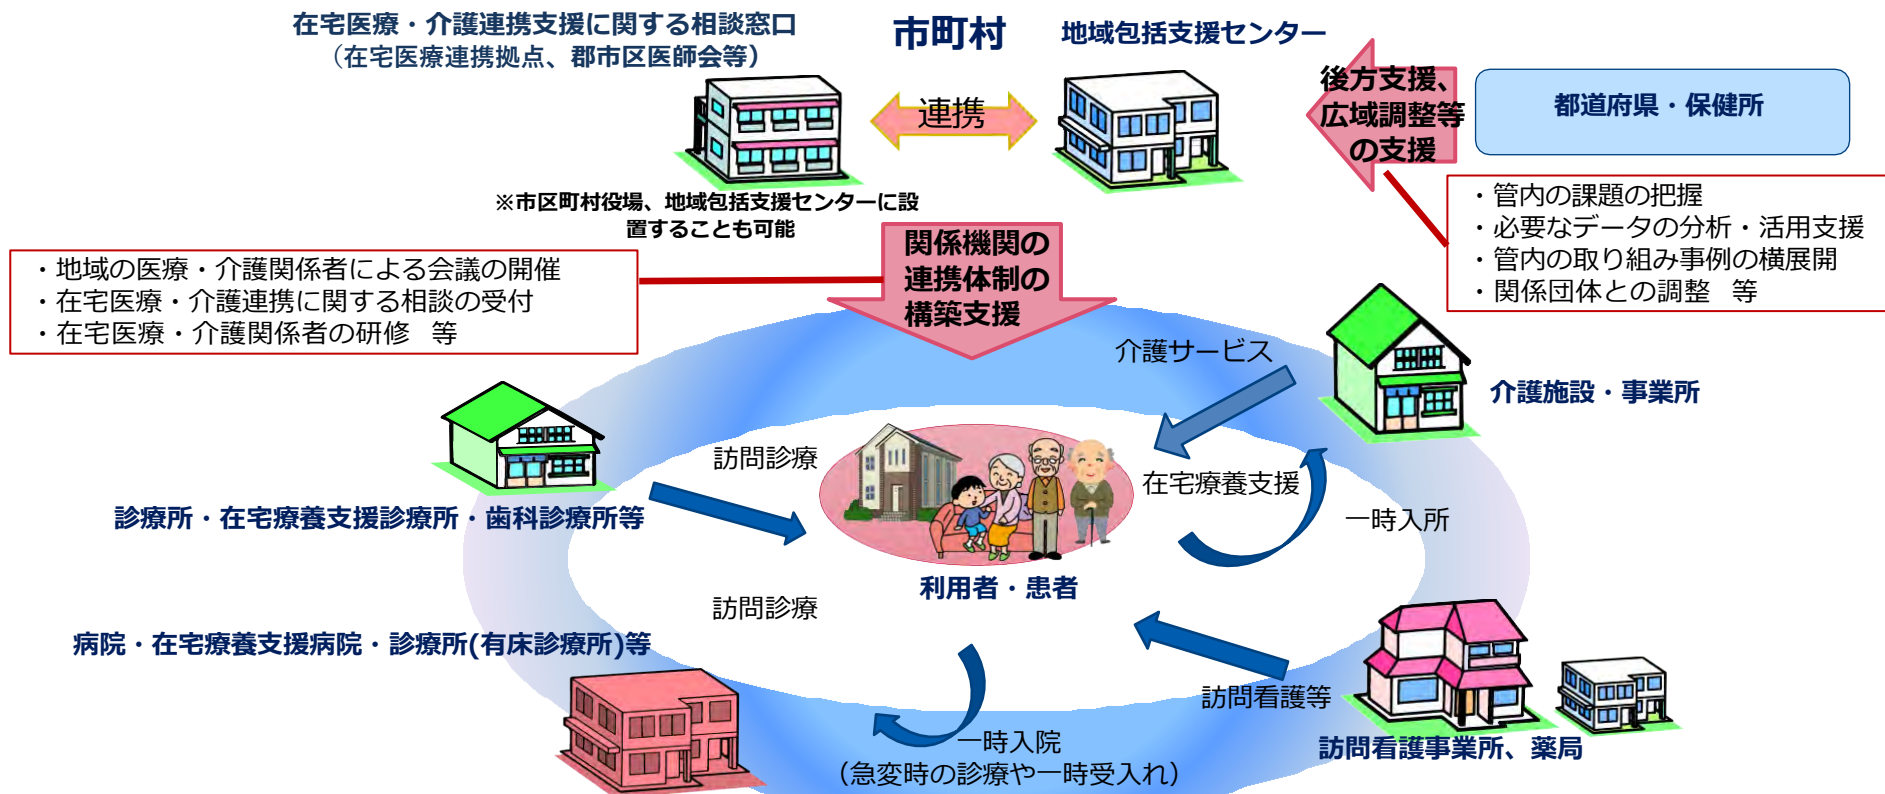 在宅医療・介護連携支援に関する相談窓口
（在宅医療連携拠点、郡市区医師会等）
市町村
地域包括支援センター
連携
後方支援、
広域調整等
の支援
都道府県・保健所
※市区町村役場、地域包括支援センターに設
置することも可能
・管内の課題の把握
・必要なデータの分析・活用支援
・管内の取り組み事例の横展開
・関係団体との調整 等
関係機関の
連携体制の
構築支援
・地域の医療・介護関係者による会議の開催
・在宅医療・介護連携に関する相談の受付
・在宅医療・介護関係者の研修 等
介護サービス
介護施設・事業所
訪問診療
在宅療養支援
診療所・在宅療養支援診療所・歯科診療所等
一時入所
利用者・患者
訪問診療
病院・在宅療養支援病院・診療所(有床診療所)等
訪問看護等
一時入院
（急変時の診療や一時受入れ）
訪問看護事業所、薬局